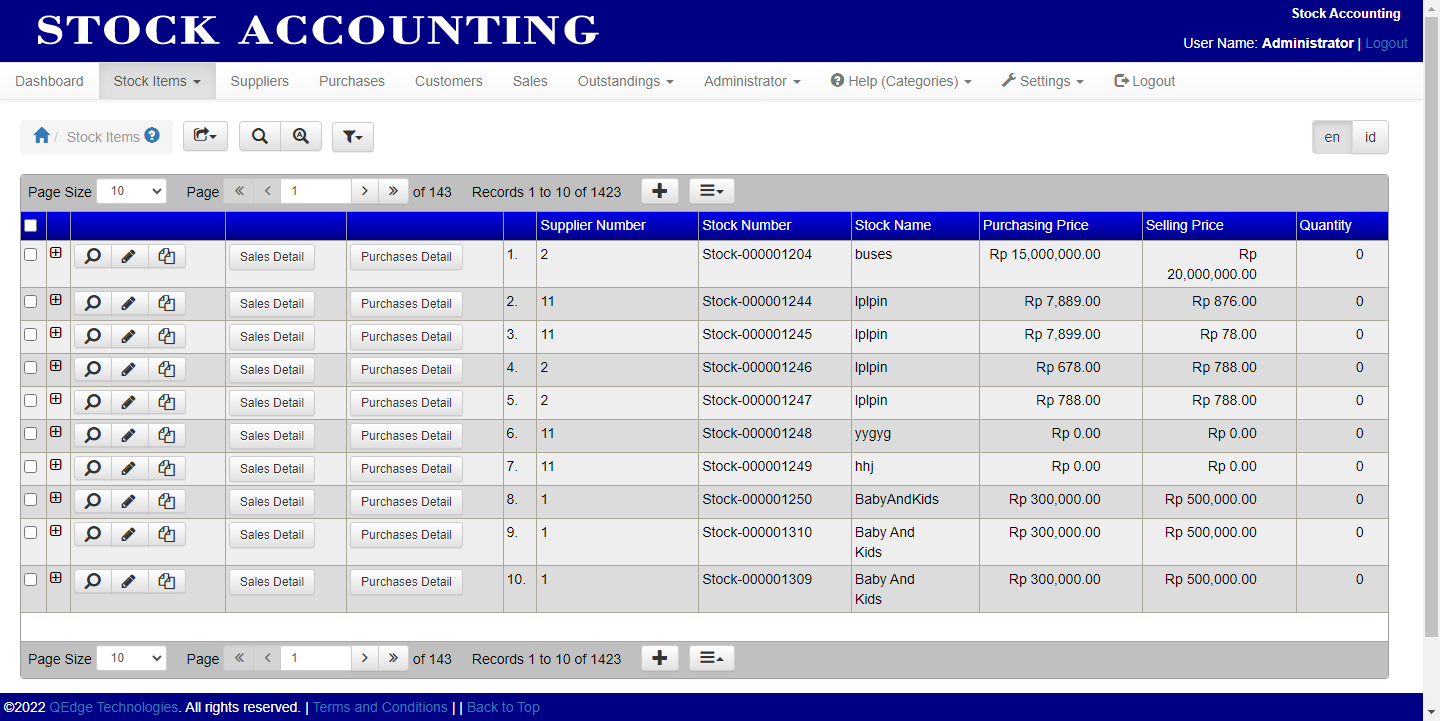 STOCK ACCOUNTING
Stock Accounting
User Name: Administrator | Logout
Dashboard Stock Items Suppliers Purchases Customers Sales Outstandings Administrator Help (Categories) Settings Logout
/ Stock Items en id
Page Size 10 Page « < 1 > » of 143 Records 1 to 10 of 1423
Supplier Number Stock Number Stock Name Purchasing Price Selling Price Quantity
Sales Detail Purchases Detail 1. 2 Stock-000001204 buses Rp 15,000,000.00 Rp 0
20,000,000.00
Sales Detail Purchases Detail 2. 11 Stock-000001244 lplpin Rp 7,889.00 Rp 876.00 0
Sales Detail Purchases Detail 3. 11 Stock-000001245 lplpin Rp 7,899.00 Rp 78.00 0
Sales Detail Purchases Detail 4. 2 Stock-000001246 lplpin Rp 678.00 Rp 788.00 0
Sales Detail Purchases Detail 5. 2 Stock-000001247 lplpin Rp 788.00 Rp 788.00 0
Sales Detail Purchases Detail 6. 11 Stock-000001248 yygyg Rp 0.00 Rp 0.00 0
Sales Detail Purchases Detail 7. 11 Stock-000001249 hhj Rp 0.00 Rp 0.00 0
Sales Detail Purchases Detail 8. 1 Stock-000001250 BabyAndKids Rp 300,000.00 Rp 500,000.00 0
Sales Detail Purchases Detail 9. 1 Stock-000001310 Baby And Rp 300,000.00 Rp 500,000.00 0
Kids
Sales Detail Purchases Detail 10. 1 Stock-000001309 Baby And Rp 300,000.00 Rp 500,000.00 0
Kids
Page Size 10 Page « < 1 > » of 143 Records 1 to 10 of 1423
©2022 QEdge Technologies. All rights reserved. | Terms and Conditions | | Back to Top